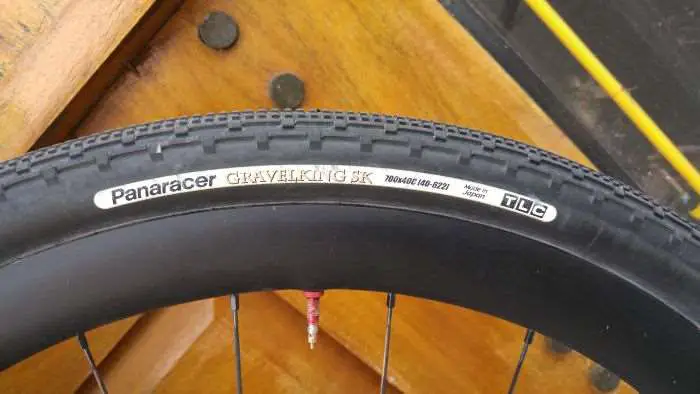 Panaracer GRAVELKING SK 700x40C (40-622) Made in
Japan TLC